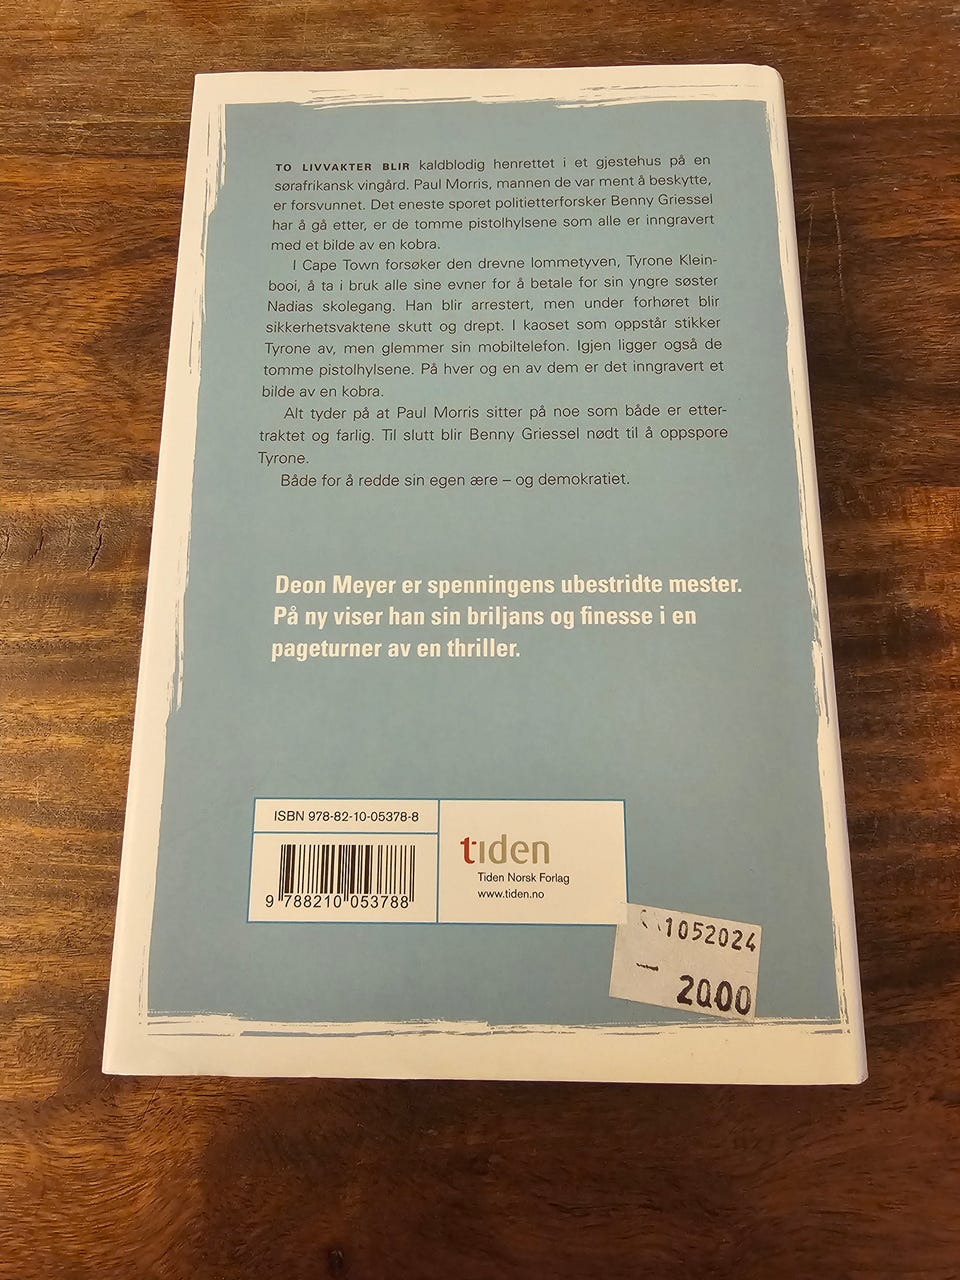 TO LIVVAKTER BLIR kaldblodig henrettet i et gjestehus på en
sørafrikansk vingård. Paul Morris, mannen de var ment å beskytte,
er forsvunnet. Det eneste sporet politietterforsker Benny Griessel
har å gå etter, er de tomme pistolhylsene som alle er inngravert
med et bilde av en kobra.
I Cape Town forsøker den drevne lommetyven, Tyrone Klein-
booi, å ta i bruk alle sine evner for å betale for sin yngre søster
Nadias skolegang. Han blir arrestert, men under forhøret blir
sikkerhetsvaktene skutt og drept. I kaoset som oppstår stikker
Tyrone av, men glemmer sin mobiltelefon. Igjen ligger også de
tomme pistolhylsene. På hver og en av dem er det inngravert et
bilde av en kobra.
Alt tyder på at Paul Morris sitter på noe som både er etter-
traktet og farlig. Til slutt blir Benny Griessel nødt til å oppspore
Tyrone.
Både for å redde sin egen ære – og demokratiet.
Deon Meyer er spenningens ubestridte mester.
På ny viser han sin briljans og finesse i en
pageturner av en thriller.
ISBN 978-82-10-05378-8
9 788210 053788
tiden
Tiden Norsk Forlag
www.tiden.no
1052024
2000